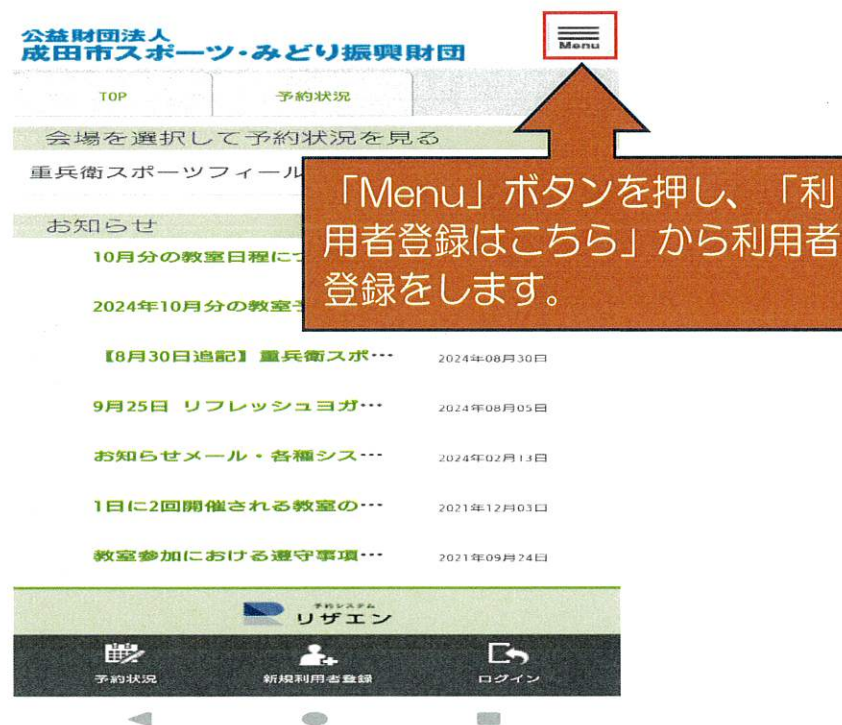 公益財団法人
成田市スポーツ・みどり振興財団
Menu
TOP
予約状況
会場を選択して予約状況を見る
重兵衛スポーツフィール
「Menu」ボタンを押し、「利
用者登録はこちら」から利用者
登録をします。
お知らせ
10月分の教室日程に
2024年10月分の教室
【8月30日追記】重兵衛スポ… 2024年08月30日
9月25日 リフレッシュヨガ… 2024年08月05日
お知らせメール・各種シス… 2024年02月13日
1日に2回開催される教室の… 2021年12月03日
教室参加における遵守事項… 2021年09月24日
予約システム
リザエン
予約状況
新規利用者登録
ログイン